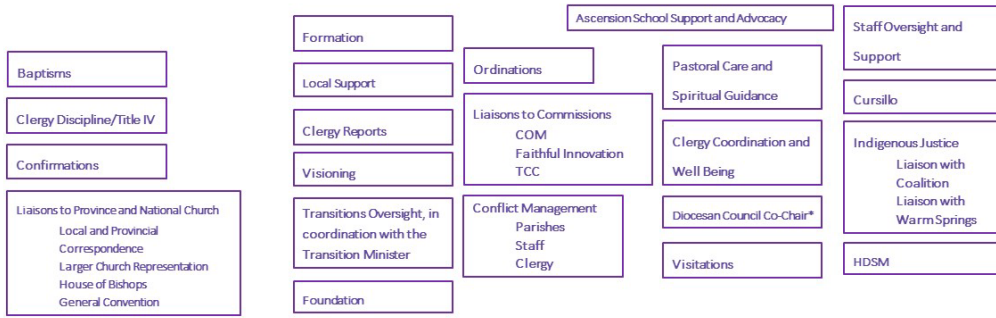 Baptisms
Clergy Discipline/Title IV
Confirmations
Liaisons to Province and National Church
Local and Provincial
Correspondence
Larger Church Representation
House of Bishops
General Convention
Formation
Local Support
Clergy Reports
Visioning
Transitions Oversight, in
coordination with the
Transition Minister
Foundation
Ordinations
Liaisons to Commissions
COM
Faithful Innovation
TCC
Conflict Management
Parishes
Staff
Clergy
Ascension School Support and Advocacy
Pastoral Care and
Spiritual Guidance
Clergy Coordination and
Well Being
Diocesan Council Co-Chair*
Visitations
Staff Oversight and
Support
Cursillo
Indigenous Justice
Liaison with
Coalition
Liaison with
Warm Springs
HDSM